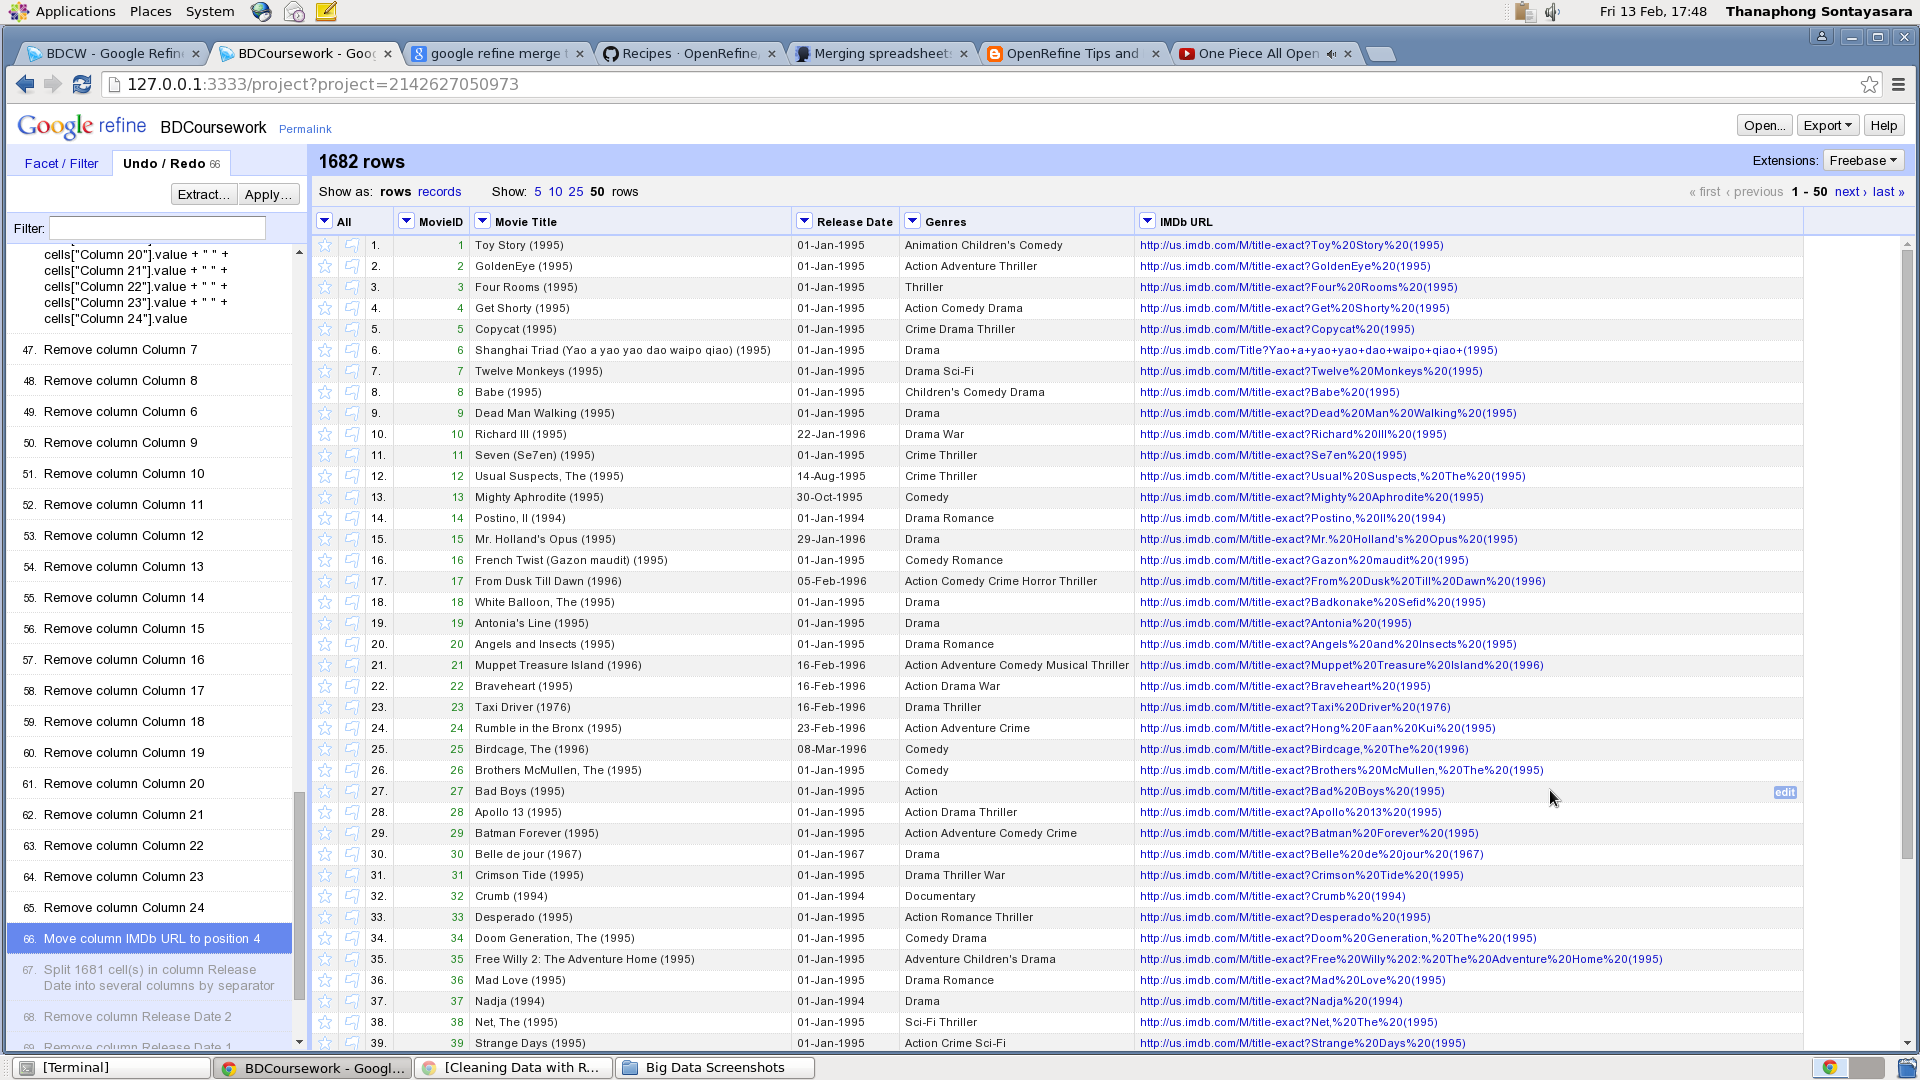 Applications Places System Fri 13 Feb, 17:48 Thanaphong Sontayasara
BDCW - Google Refin BDCoursework - Goog google refine merge t Recipes · OpenRefine, Merging spreadsheet OpenRefine Tips and One Piece All Open
127.0.0.1:3333/project?project=2142627050973
Google refine BDCoursework Permalink Open... Export Help
Facet / Filter Undo / Redo 66 1682 rows Extensions: Freebase
Extract... Apply... Show as: rows records Show: 5 10 25 50 rows « first ‹ previous 1 - 50 next › last »
Filter:
cells["Column 20"].value + " " +
cells["Column 21"].value + " " +
cells["Column 22"].value + " " +
cells["Column 23"].value + " " +
cells["Column 24"].value
47. Remove column Column 7
48. Remove column Column 8
49. Remove column Column 6
50. Remove column Column 9
51. Remove column Column 10
52. Remove column Column 11
53. Remove column Column 12
54. Remove column Column 13
55. Remove column Column 14
56. Remove column Column 15
57. Remove column Column 16
58. Remove column Column 17
59. Remove column Column 18
60. Remove column Column 19
61. Remove column Column 20
62. Remove column Column 21
63. Remove column Column 22
64. Remove column Column 23
65. Remove column Column 24
66. Move column IMDb URL to position 4
67. Split 1681 cell(s) in column Release
Date into several columns by separator
68. Remove column Release Date 2
69. Remove column Release Date 1
All MovieID Movie Title Release Date Genres IMDb URL
1. 1 Toy Story (1995) 01-Jan-1995 Animation Children's Comedy http://us.imdb.com/M/title-exact?Toy%20Story%20(1995)
2. 2 GoldenEye (1995) 01-Jan-1995 Action Adventure Thriller http://us.imdb.com/M/title-exact?GoldenEye%20(1995)
3. 3 Four Rooms (1995) 01-Jan-1995 Thriller http://us.imdb.com/M/title-exact?Four%20Rooms%20(1995)
4. 4 Get Shorty (1995) 01-Jan-1995 Action Comedy Drama http://us.imdb.com/M/title-exact?Get%20Shorty%20(1995)
5. 5 Copycat (1995) 01-Jan-1995 Crime Drama Thriller http://us.imdb.com/M/title-exact?Copycat%20(1995)
6. 6 Shanghai Triad (Yao a yao yao dao waipo qiao) (1995) 01-Jan-1995 Drama http://us.imdb.com/Title?Yao+a+yao+yao+dao+waipo+qiao+(1995)
7. 7 Twelve Monkeys (1995) 01-Jan-1995 Drama Sci-Fi http://us.imdb.com/M/title-exact?Twelve%20Monkeys%20(1995)
8. 8 Babe (1995) 01-Jan-1995 Children's Comedy Drama http://us.imdb.com/M/title-exact?Babe%20(1995)
9. 9 Dead Man Walking (1995) 01-Jan-1995 Drama http://us.imdb.com/M/title-exact?Dead%20Man%20Walking%20(1995)
10. 10 Richard III (1995) 22-Jan-1996 Drama War http://us.imdb.com/M/title-exact?Richard%20III%20(1995)
11. 11 Seven (Se7en) (1995) 01-Jan-1995 Crime Thriller http://us.imdb.com/M/title-exact?Se7en%20(1995)
12. 12 Usual Suspects, The (1995) 14-Aug-1995 Crime Thriller http://us.imdb.com/M/title-exact?Usual%20Suspects,%20The%20(1995)
13. 13 Mighty Aphrodite (1995) 30-Oct-1995 Comedy http://us.imdb.com/M/title-exact?Mighty%20Aphrodite%20(1995)
14. 14 Postino, Il (1994) 01-Jan-1994 Drama Romance http://us.imdb.com/M/title-exact?Postino,%20Il%20(1994)
15. 15 Mr. Holland's Opus (1995) 29-Jan-1996 Drama http://us.imdb.com/M/title-exact?Mr.%20Holland's%20Opus%20(1995)
16. 16 French Twist (Gazon maudit) (1995) 01-Jan-1995 Comedy Romance http://us.imdb.com/M/title-exact?Gazon%20maudit%20(1995)
17. 17 From Dusk Till Dawn (1996) 05-Feb-1996 Action Comedy Crime Horror Thriller http://us.imdb.com/M/title-exact?From%20Dusk%20Till%20Dawn%20(1996)
18. 18 White Balloon, The (1995) 01-Jan-1995 Drama http://us.imdb.com/M/title-exact?Badkonake%20Sefid%20(1995)
19. 19 Antonia's Line (1995) 01-Jan-1995 Drama http://us.imdb.com/M/title-exact?Antonia%20(1995)
20. 20 Angels and Insects (1995) 01-Jan-1995 Drama Romance http://us.imdb.com/M/title-exact?Angels%20and%20Insects%20(1995)
21. 21 Muppet Treasure Island (1996) 16-Feb-1996 Action Adventure Comedy Musical Thriller http://us.imdb.com/M/title-exact?Muppet%20Treasure%20Island%20(1996)
22. 22 Braveheart (1995) 16-Feb-1996 Action Drama War http://us.imdb.com/M/title-exact?Braveheart%20(1995)
23. 23 Taxi Driver (1976) 16-Feb-1996 Drama Thriller http://us.imdb.com/M/title-exact?Taxi%20Driver%20(1976)
24. 24 Rumble in the Bronx (1995) 23-Feb-1996 Action Adventure Crime http://us.imdb.com/M/title-exact?Hong%20Faan%20Kui%20(1995)
25. 25 Birdcage, The (1996) 08-Mar-1996 Comedy http://us.imdb.com/M/title-exact?Birdcage,%20The%20(1996)
26. 26 Brothers McMullen, The (1995) 01-Jan-1995 Comedy http://us.imdb.com/M/title-exact?Brothers%20McMullen,%20The%20(1995)
27. 27 Bad Boys (1995) 01-Jan-1995 Action http://us.imdb.com/M/title-exact?Bad%20Boys%20(1995) edit
28. 28 Apollo 13 (1995) 01-Jan-1995 Action Drama Thriller http://us.imdb.com/M/title-exact?Apollo%2013%20(1995)
29. 29 Batman Forever (1995) 01-Jan-1995 Action Adventure Comedy Crime http://us.imdb.com/M/title-exact?Batman%20Forever%20(1995)
30. 30 Belle de jour (1967) 01-Jan-1967 Drama http://us.imdb.com/M/title-exact?Belle%20de%20jour%20(1967)
31. 31 Crimson Tide (1995) 01-Jan-1995 Drama Thriller War http://us.imdb.com/M/title-exact?Crimson%20Tide%20(1995)
32. 32 Crumb (1994) 01-Jan-1994 Documentary http://us.imdb.com/M/title-exact?Crumb%20(1994)
33. 33 Desperado (1995) 01-Jan-1995 Action Romance Thriller http://us.imdb.com/M/title-exact?Desperado%20(1995)
34. 34 Doom Generation, The (1995) 01-Jan-1995 Comedy Drama http://us.imdb.com/M/title-exact?Doom%20Generation,%20The%20(1995)
35. 35 Free Willy 2: The Adventure Home (1995) 01-Jan-1995 Adventure Children's Drama http://us.imdb.com/M/title-exact?Free%20Willy%202:%20The%20Adventure%20Home%20(1995)
36. 36 Mad Love (1995) 01-Jan-1995 Drama Romance http://us.imdb.com/M/title-exact?Mad%20Love%20(1995)
37. 37 Nadja (1994) 01-Jan-1994 Drama http://us.imdb.com/M/title-exact?Nadja%20(1994)
38. 38 Net, The (1995) 01-Jan-1995 Sci-Fi Thriller http://us.imdb.com/M/title-exact?Net,%20The%20(1995)
39. 39 Strange Days (1995) 01-Jan-1995 Action Crime Sci-Fi http://us.imdb.com/M/title-exact?Strange%20Days%20(1995)
[Terminal] BDCoursework - Googl... [Cleaning Data with R... Big Data Screenshots